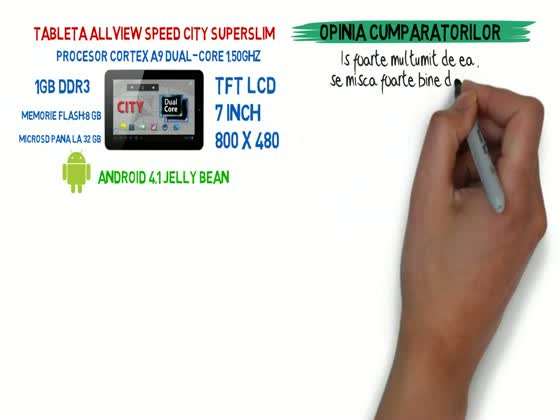 TABLETA ALLVIEW SPEED CITY SUPERSLIM
PROCESOR CORTEX A9 DUAL-CORE 1,50GHZ
1GB DDR3
MEMORIE FLASH:8 GB
MICROSD PANA LA 32 GB
CITY
Dual
Core
TFT LCD
7 INCH
800 X 480
ANDROID 4.1 JELLY BEAN
OPINIA CUMPARATORILOR
Is foarte multumit de ea,
se misca foarte bine d